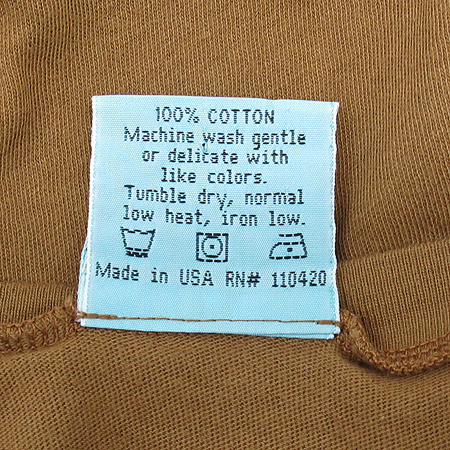 100% COTTON
Machine wash gentle
or delicate with
like colors.
Tumble dry, normal
low heat, iron low.
Made in USA RN# 110420